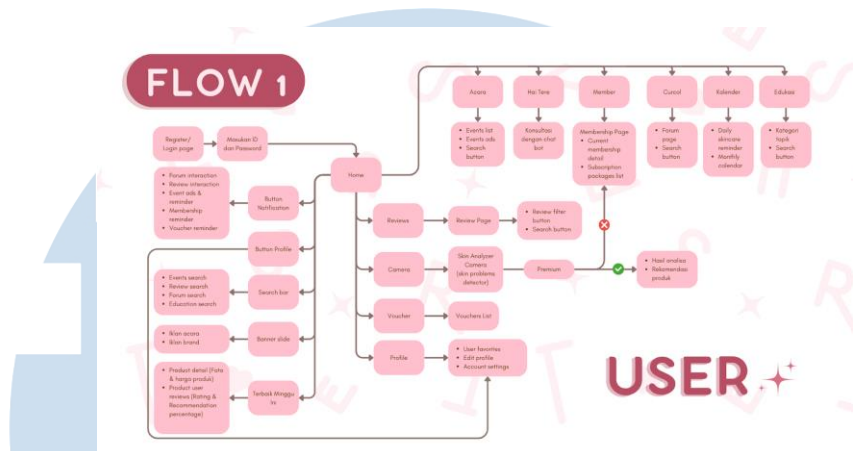 FLOW 1
Acara
Hai Tere
Member
Curcol
Kalender
Edukasi
Register/
Login page
Masukan ID
dan Password
Events list
Events ads
Search
button
Konsultasi
dengan chat
bot
Membership Page
Current
membership
detail
Subscription
packages list
Forum
page
Search
button
Daily
skincare
reminder
Monthly
calendar
Kategori
topik
Search
button
Home
Forum interaction
Review interaction
Event ads &
reminder
Membership
reminder
Voucher reminder
Button
Notification
Reviews
Review Page
Review filter
button
Search button
Button Profile
Camera
Skin Analyzer
Camera
(skin problems
detector)
Premium
Hasil analisa
Rekomendasi
produk
Events search
Review search
Forum search
Education search
Search bar
Voucher
Vouchers List
Iklan acara
Iklan brand
Banner slide
Profile
User favorites
Edit profile
Account settings
Product detail (Foto
& harga produk)
Product user
reviews (Rating &
Recommendation
percentage)
Terbaik Minggu
Ini
USER